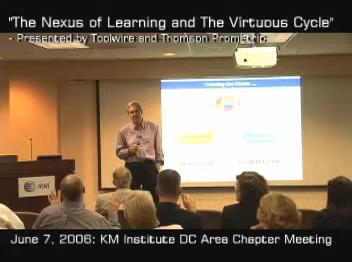 "The Nexus of Learning and The Virtuous Cycle"
- Presented by Toolwire and Thomson Prometric
at&t
June 7, 2006: KM Institute DC Area Chapter Meeting